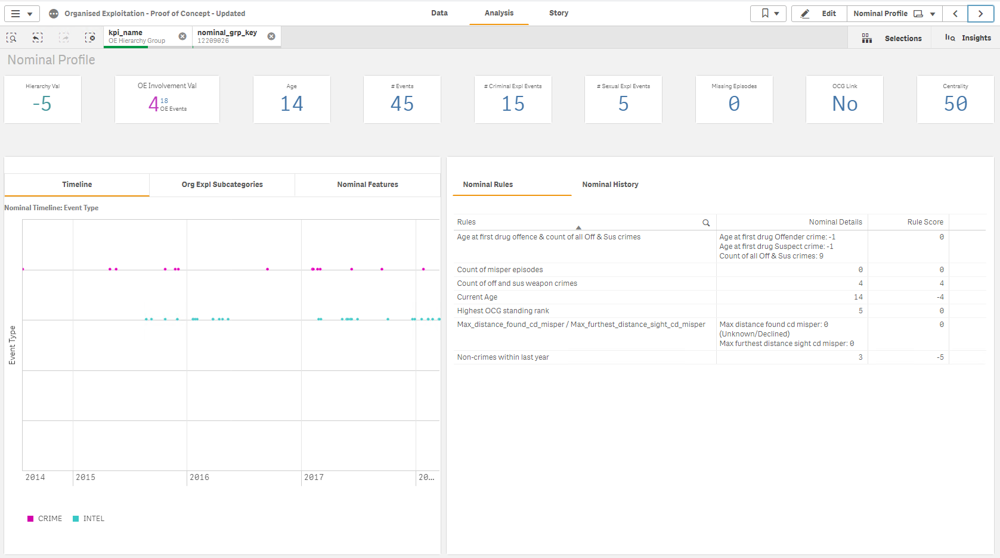 Organised Exploitation - Proof of Concept - Updated
Data
Analysis
Story
Edit
Nominal Profile
kpi_name
OE Hierarchy Group
nominal_grp_key
12209026
Selections
Insights
Nominal Profile
Hierarchy Val
-5
OE Involvement Val
4
18
OE Events
Age
14
# Events
45
# Criminal Expl Events
15
# Sexual Expl Events
5
Missing Episodes
0
OCG Link
No
Centrality
50
Timeline
Org Expl Subcategories
Nominal Features
Nominal Timeline: Event Type
Event Type
2014
2015
2016
2017
20...
CRIME
INTEL
Nominal Rules
Nominal History
Rules
Nominal Details
Rule Score
Age at first drug offence & count of all Off & Sus crimes
Age at first drug Offender crime: -1
Age at first drug Suspect crime: -1
Count of all Off & Sus crimes: 9
0
Count of misper episodes
0
0
Count of off and sus weapon crimes
4
4
Current Age
14
-4
Highest OCG standing rank
5
0
Max_distance_found_cd_misper / Max_furthest_distance_sight_cd_misper
Max distance found cd misper: 0
(Unknown/Declined)
Max furthest distance sight cd misper: 0
0
Non-crimes within last year
3
-5